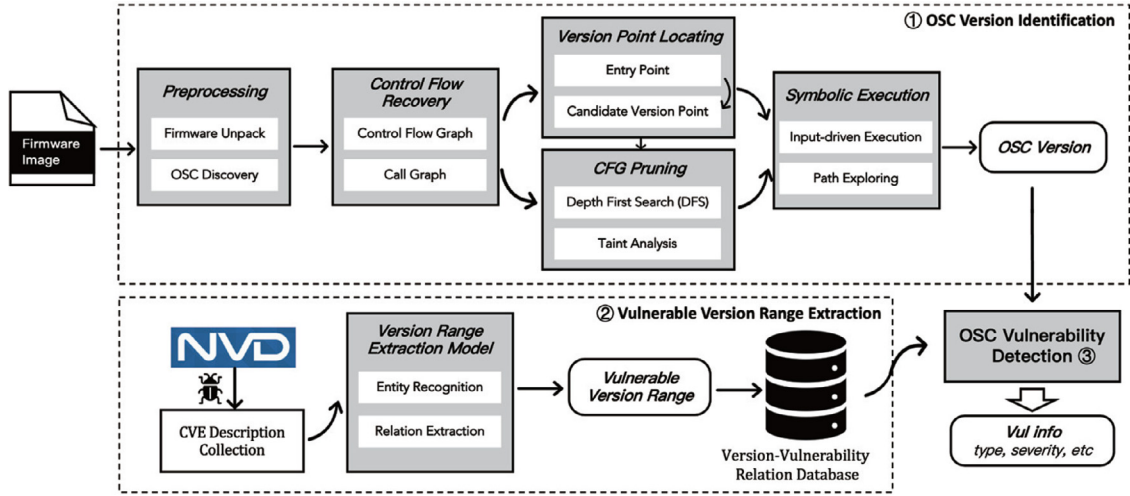 ① OSC Version Identification
Firmware
Image
Preprocessing
Firmware Unpack
OSC Discovery
Control Flow
Recovery
Control Flow Graph
Call Graph
Version Point Locating
Entry Point
Candidate Version Point
CFG Pruning
Depth First Search (DFS)
Taint Analysis
Symbolic Execution
Input-driven Execution
Path Exploring
OSC Version
② Vulnerable Version Range Extraction
NVD
CVE Description
Collection
Version Range
Extraction Model
Entity Recognition
Relation Extraction
Vulnerable
Version Range
Version-Vulnerability
Relation Database
OSC Vulnerability
Detection ③
Vul info
type, severity, etc